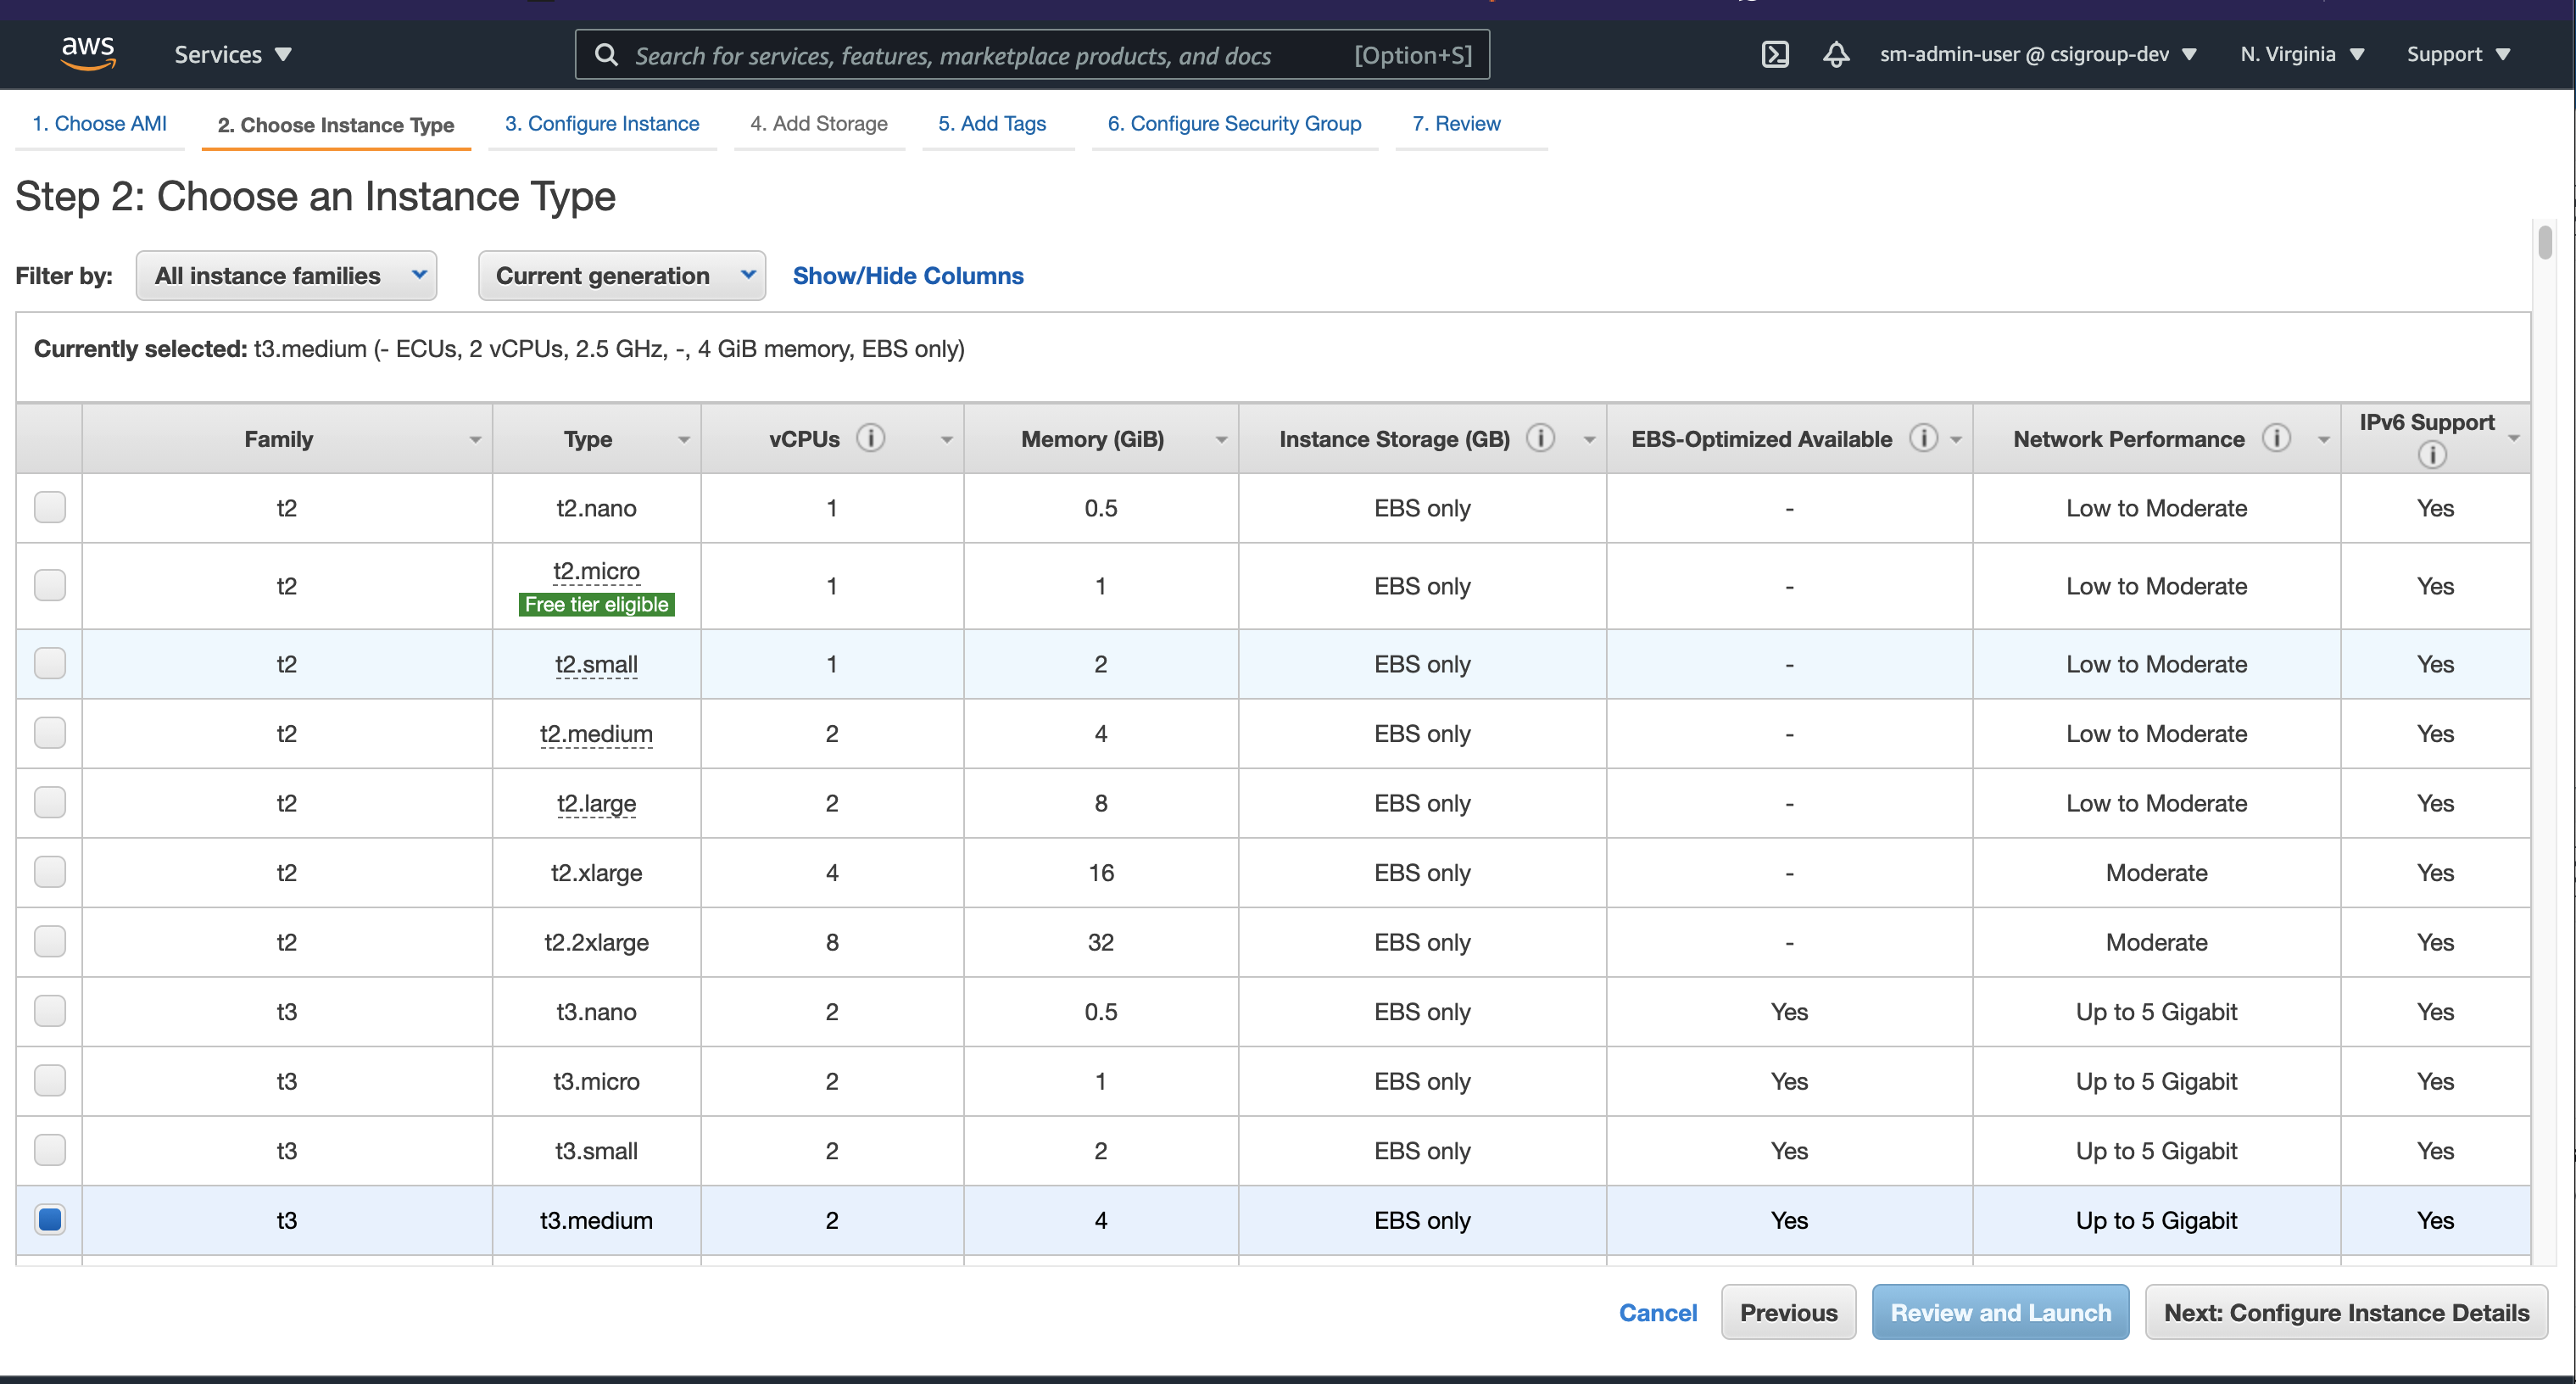 aws Services Search for services, features, marketplace products, and docs [Option+S] sm-admin-user @ csigroup-dev N. Virginia Support
1. Choose AMI 2. Choose Instance Type 3. Configure Instance 4. Add Storage 5. Add Tags 6. Configure Security Group 7. Review
Step 2: Choose an Instance Type
Filter by: All instance families Current generation Show/Hide Columns
Currently selected: t3.medium (- ECUs, 2 vCPUs, 2.5 GHz, -, 4 GiB memory, EBS only)
Family Type vCPUs Memory (GiB) Instance Storage (GB) EBS-Optimized Available Network Performance IPv6 Support
t2 t2.nano 1 0.5 EBS only - Low to Moderate Yes
t2 t2.micro 1 1 EBS only - Low to Moderate Yes
Free tier eligible
t2 t2.small 1 2 EBS only - Low to Moderate Yes
t2 t2.medium 2 4 EBS only - Low to Moderate Yes
t2 t2.large 2 8 EBS only - Low to Moderate Yes
t2 t2.xlarge 4 16 EBS only - Moderate Yes
t2 t2.2xlarge 8 32 EBS only - Moderate Yes
t3 t3.nano 2 0.5 EBS only Yes Up to 5 Gigabit Yes
t3 t3.micro 2 1 EBS only Yes Up to 5 Gigabit Yes
t3 t3.small 2 2 EBS only Yes Up to 5 Gigabit Yes
t3 t3.medium 2 4 EBS only Yes Up to 5 Gigabit Yes
Cancel Previous Review and Launch Next: Configure Instance Details